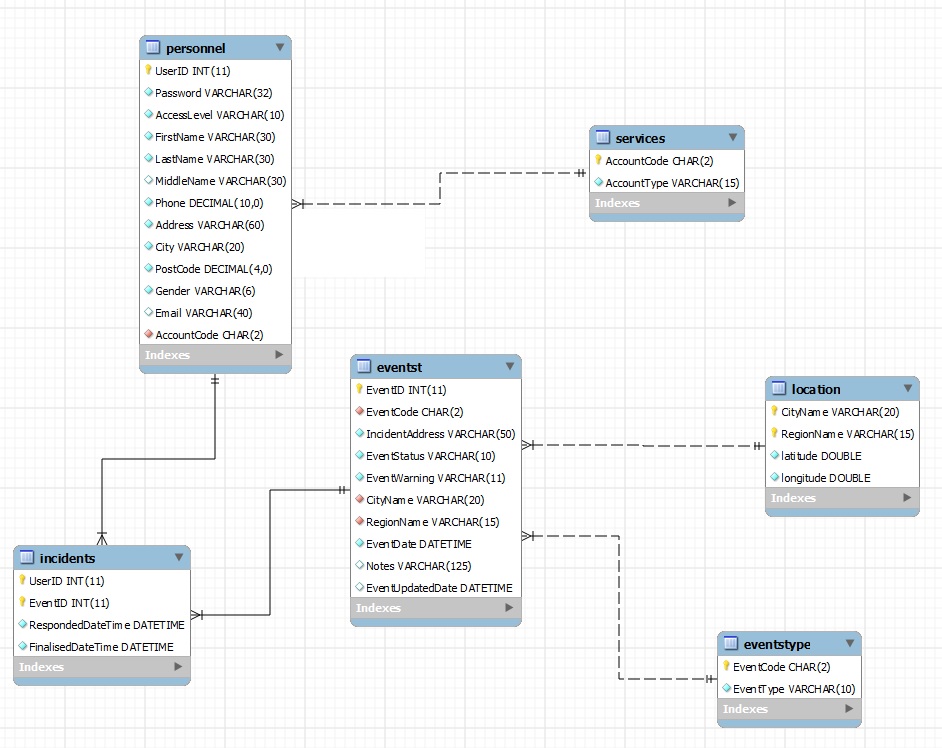 personnel
UserID INT(11)
Password VARCHAR(32)
AccessLevel VARCHAR(10)
FirstName VARCHAR(30)
LastName VARCHAR(30)
MiddleName VARCHAR(30)
Phone DECIMAL(10,0)
Address VARCHAR(60)
City VARCHAR(20)
PostCode DECIMAL(4,0)
Gender VARCHAR(6)
Email VARCHAR(40)
AccountCode CHAR(2)
Indexes
services
AccountCode CHAR(2)
AccountType VARCHAR(15)
Indexes
eventst
EventID INT(11)
EventCode CHAR(2)
IncidentAddress VARCHAR(50)
EventStatus VARCHAR(10)
EventWarning VARCHAR(11)
CityName VARCHAR(20)
RegionName VARCHAR(15)
EventDate DATETIME
Notes VARCHAR(125)
EventUpdatedDate DATETIME
Indexes
location
CityName VARCHAR(20)
RegionName VARCHAR(15)
latitude DOUBLE
longitude DOUBLE
Indexes
incidents
UserID INT(11)
EventID INT(11)
RespondedDateTime DATETIME
FinalisedDateTime DATETIME
Indexes
eventstype
EventCode CHAR(2)
EventType VARCHAR(10)
Indexes